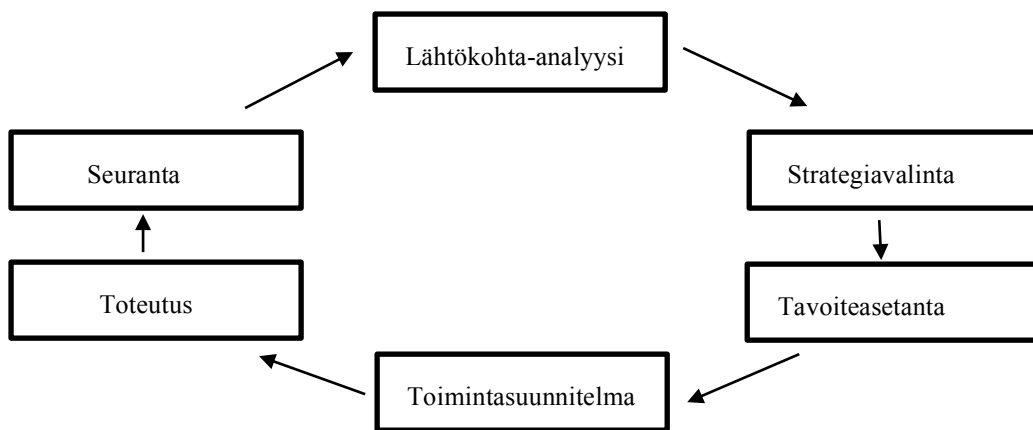 Lähtökohta-analyysi
Seuranta
Strategiavalinta
Toteutus
Tavoiteasetanta
Toimintasuunnitelma